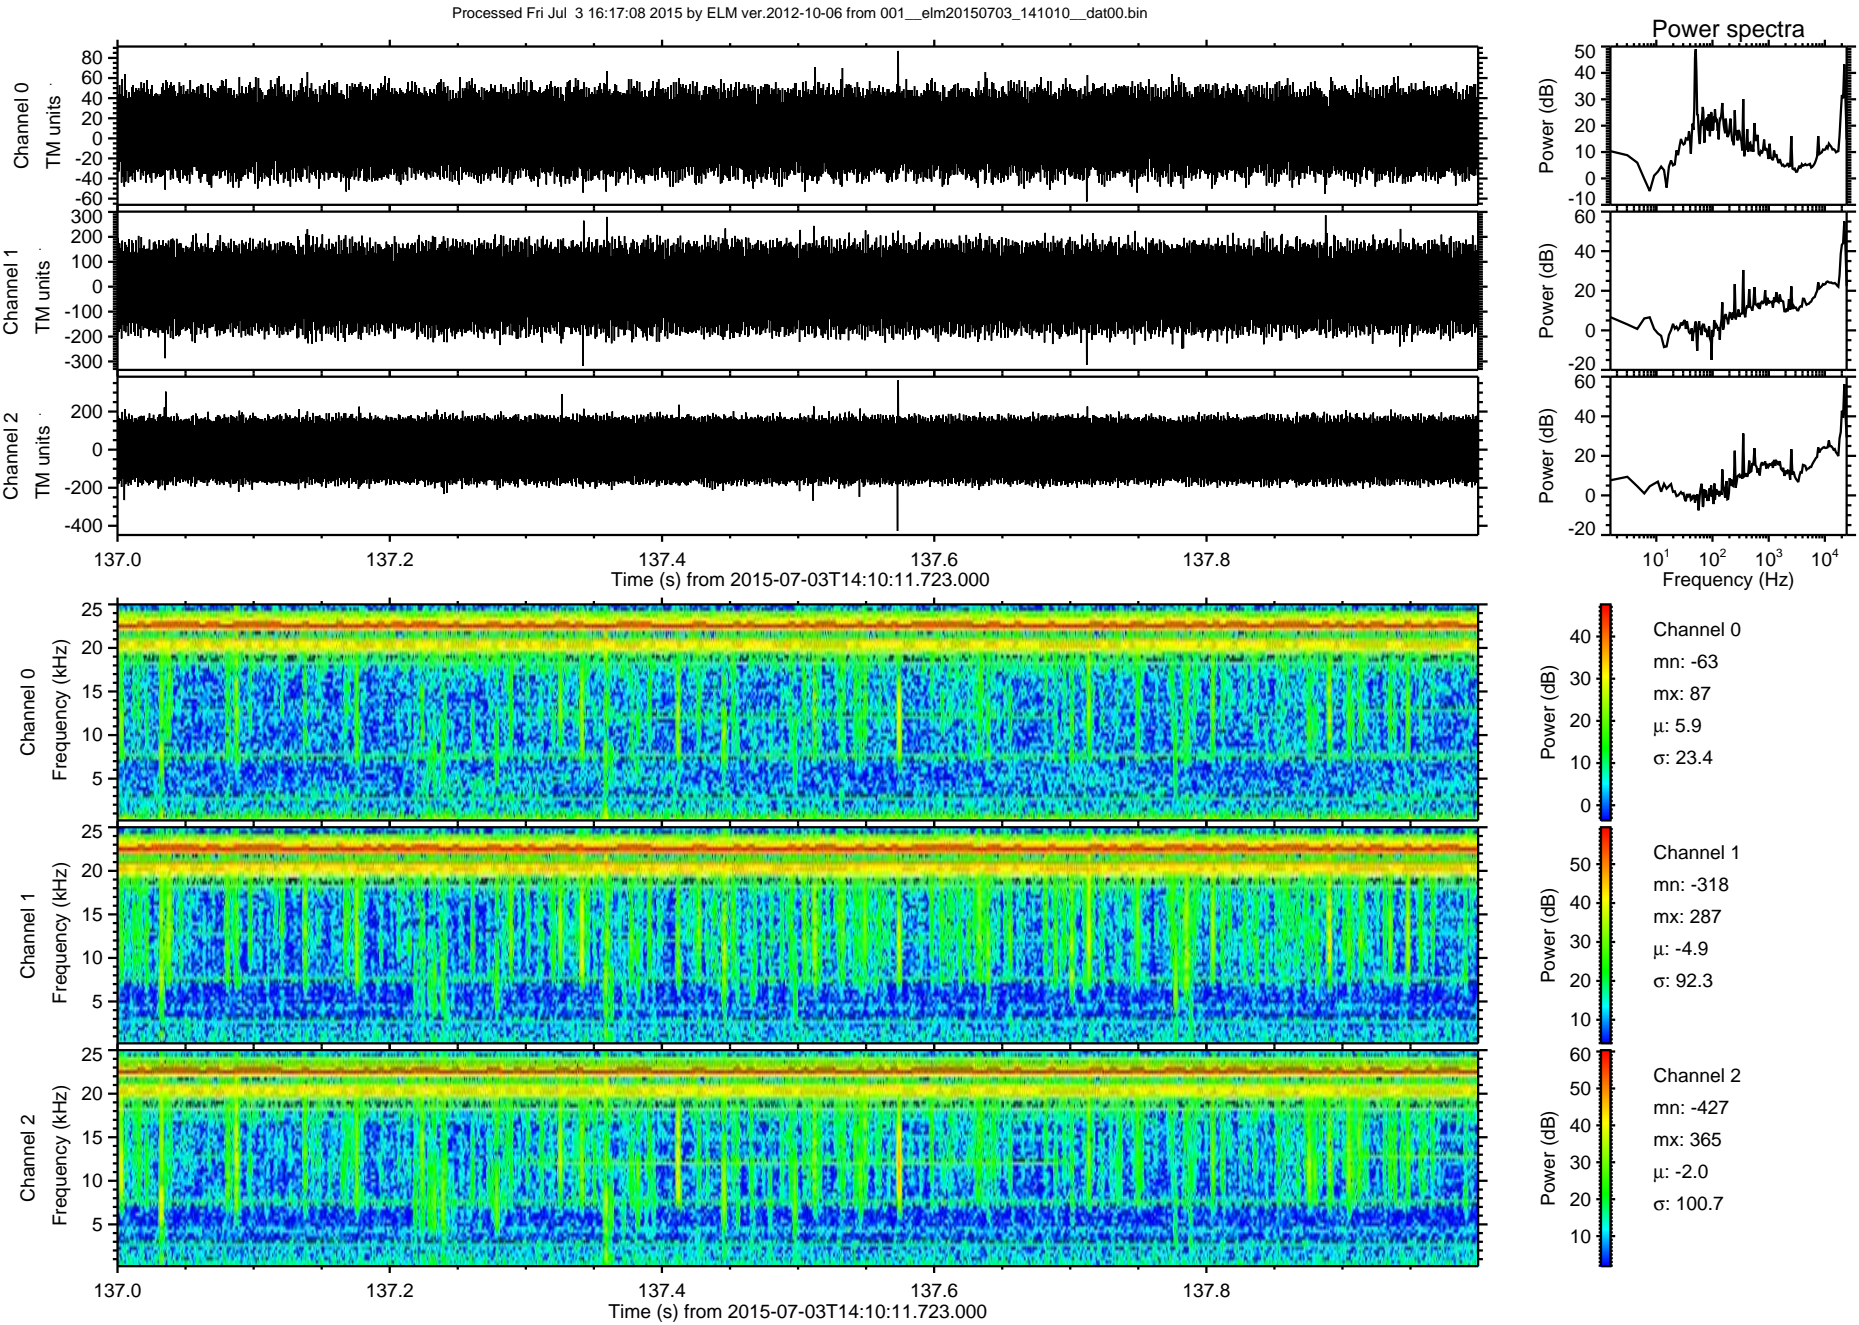 Processed Fri Jul  3 16:17:08 2015 by ELM ver.2012-10-06 from 001__elm20150703_141010__dat00.bin
Power spectra
Channel 0
TM units
80
60
40
20
0
-20
-40
-60
Power (dB)
50
40
30
20
10
0
-10
Channel 1
TM units
300
200
100
0
-100
-200
-300
Power (dB)
60
40
20
0
-20
Channel 2
TM units
200
0
-200
-400
Power (dB)
60
40
20
0
-20
137.0 137.2 137.4 137.6 137.8
Time (s) from 2015-07-03T14:10:11.723.000
10^1 10^2 10^3 10^4
Frequency (Hz)
Channel 0
Frequency (kHz)
25
20
15
10
5
Power (dB)
40
30
20
10
0
Channel 0
mn: -63
mx: 87
μ: 5.9
σ: 23.4
Channel 1
Frequency (kHz)
25
20
15
10
5
Power (dB)
50
40
30
20
10
Channel 1
mn: -318
mx: 287
μ: -4.9
σ: 92.3
Channel 2
Frequency (kHz)
25
20
15
10
5
Power (dB)
60
50
40
30
20
10
Channel 2
mn: -427
mx: 365
μ: -2.0
σ: 100.7
137.0 137.2 137.4 137.6 137.8
Time (s) from 2015-07-03T14:10:11.723.000